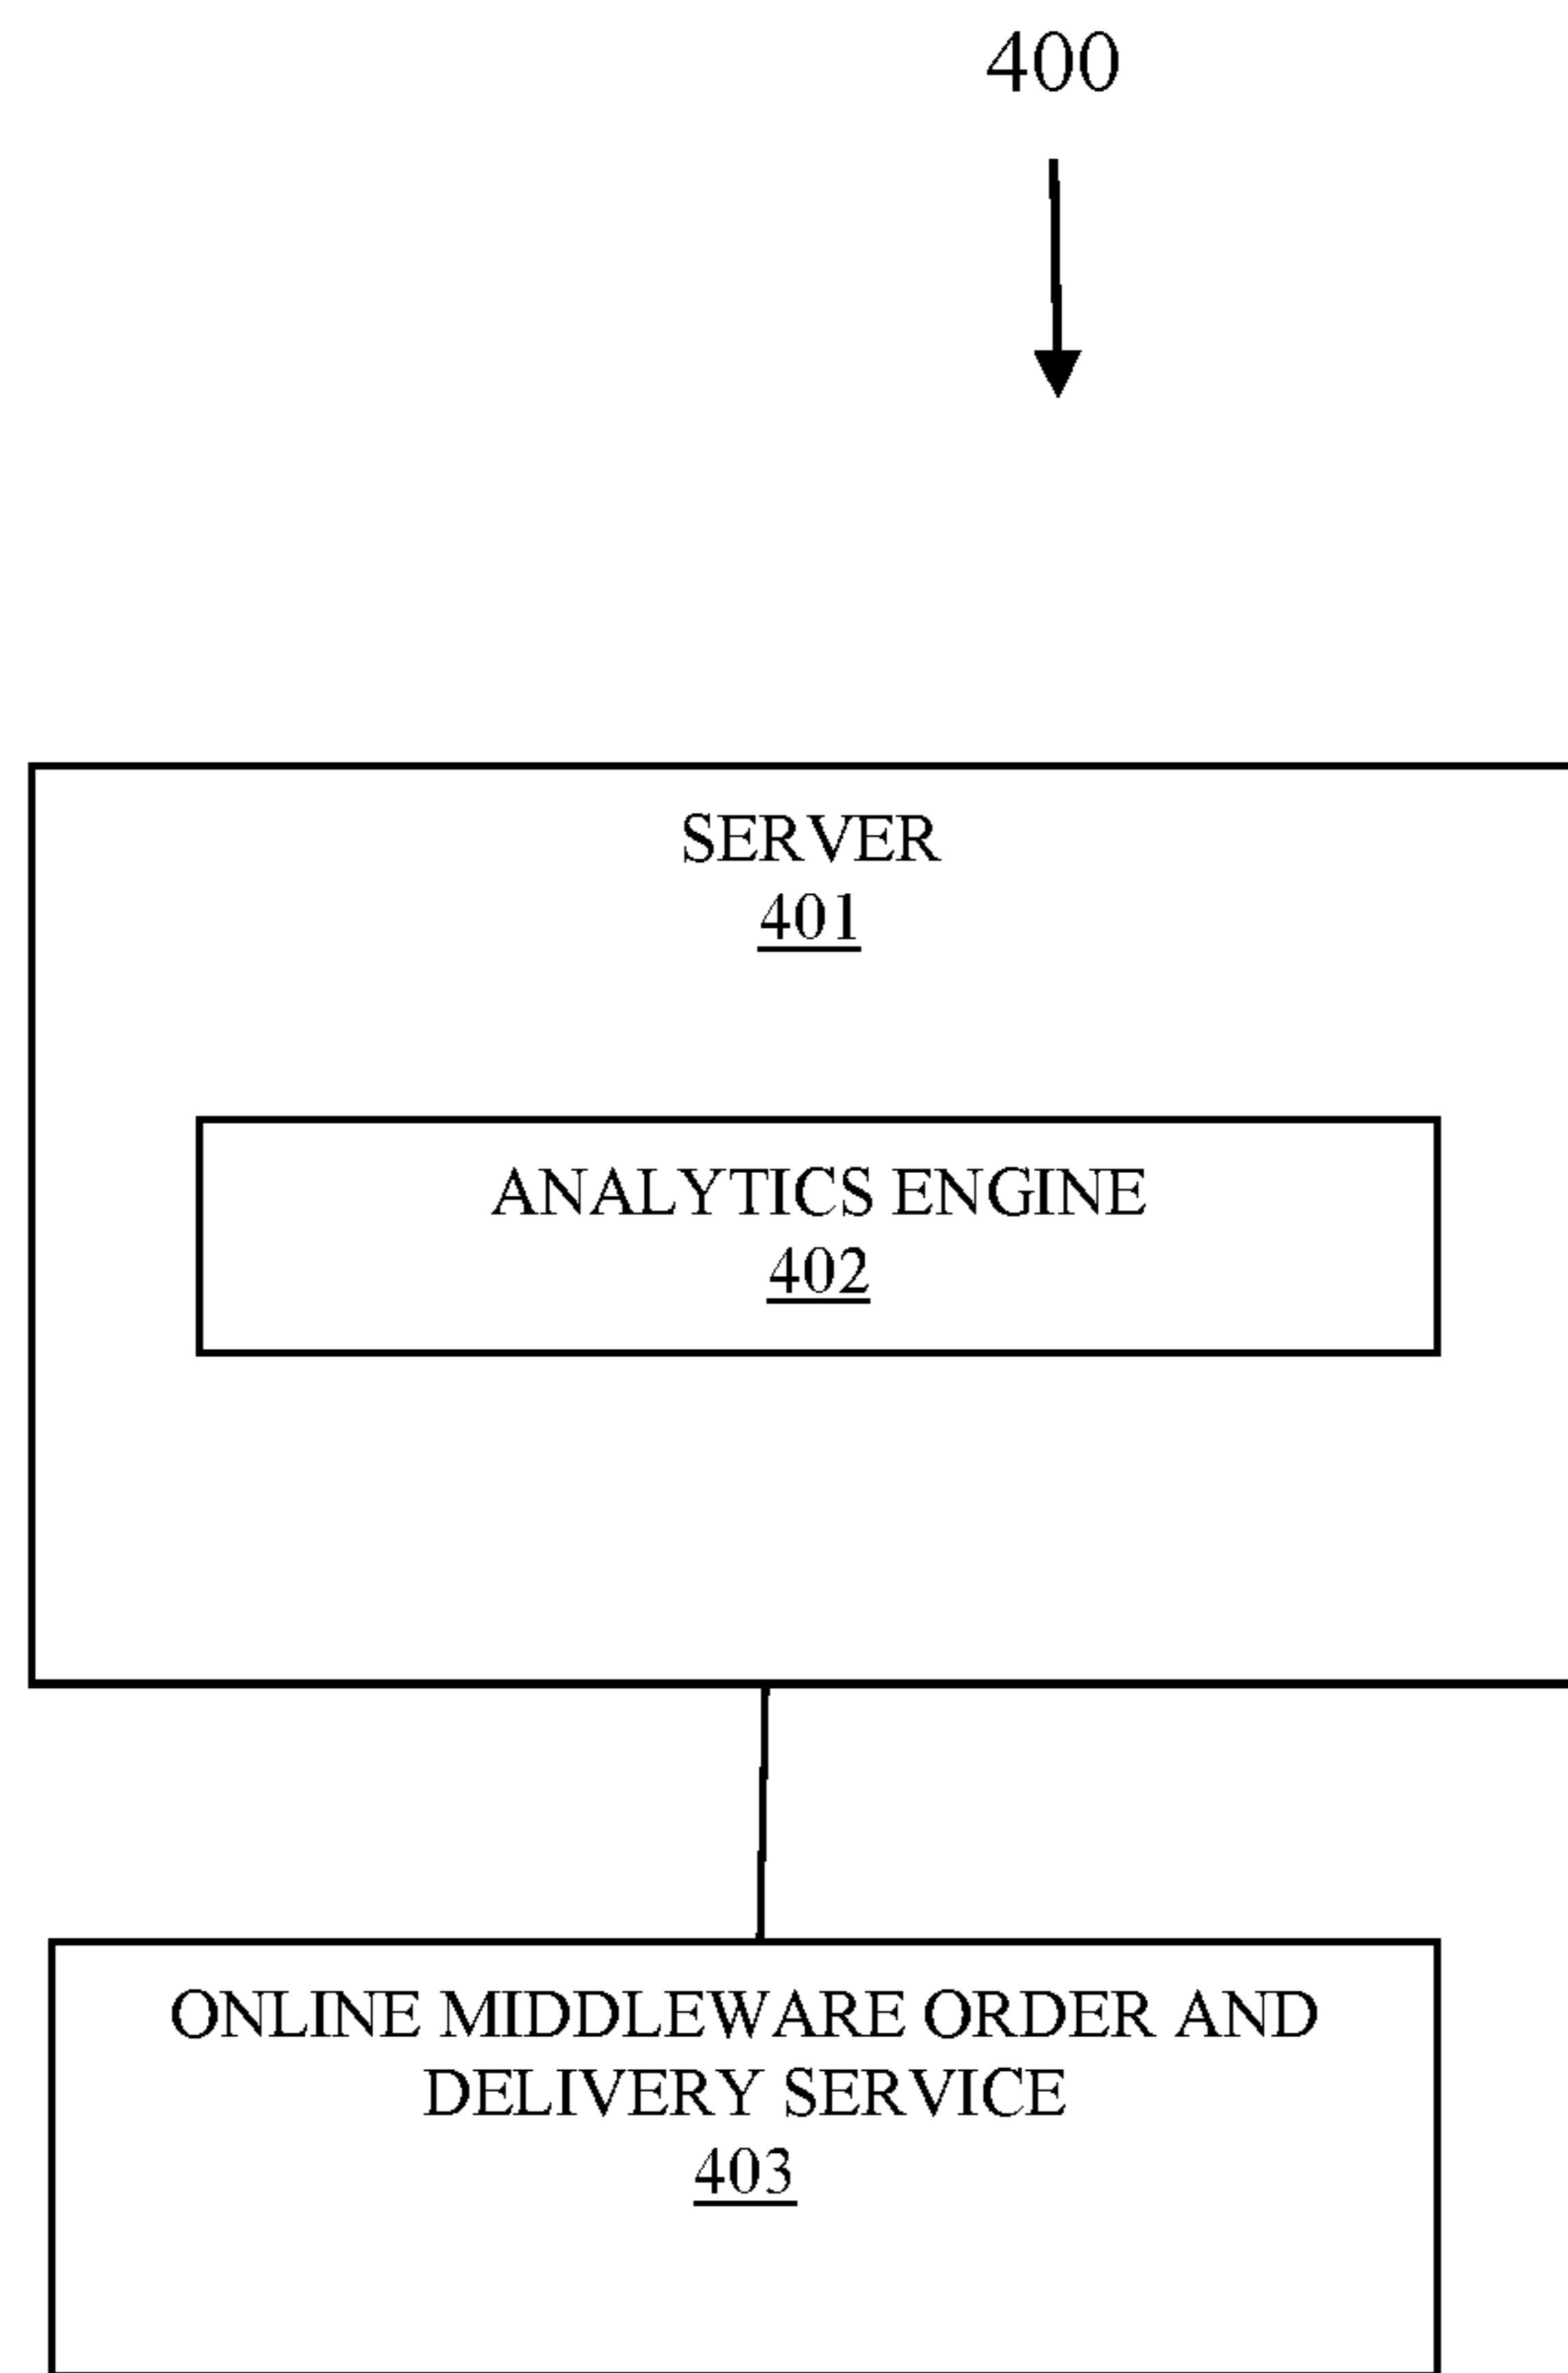 400
SERVER
401
ANALYTICS ENGINE
402
ONLINE MIDDLEWARE ORDER AND
DELIVERY SERVICE
403